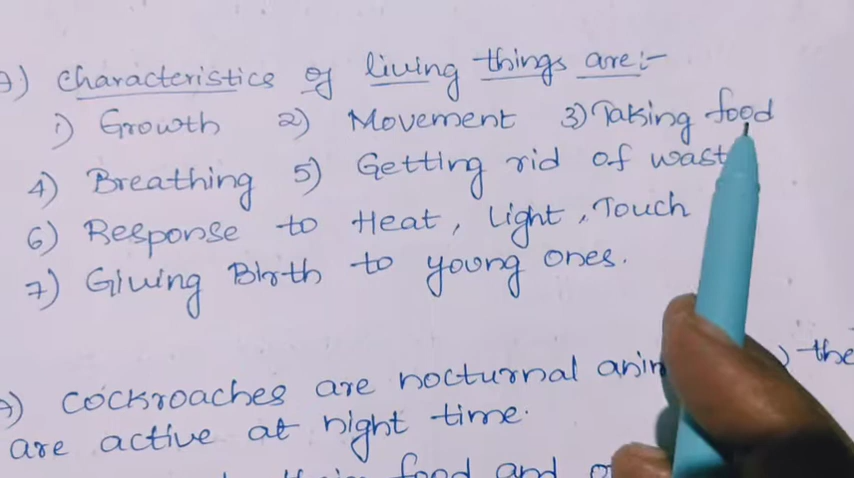 A) Characteristics of living things are:-
1) Growth 2) Movement 3) Taking food
4) Breathing 5) Getting rid of
6) Response to Heat, Light, Touch
7) Giving Birth to young ones.
A) Cockroaches are nocturnal the
are active at night time.
food and